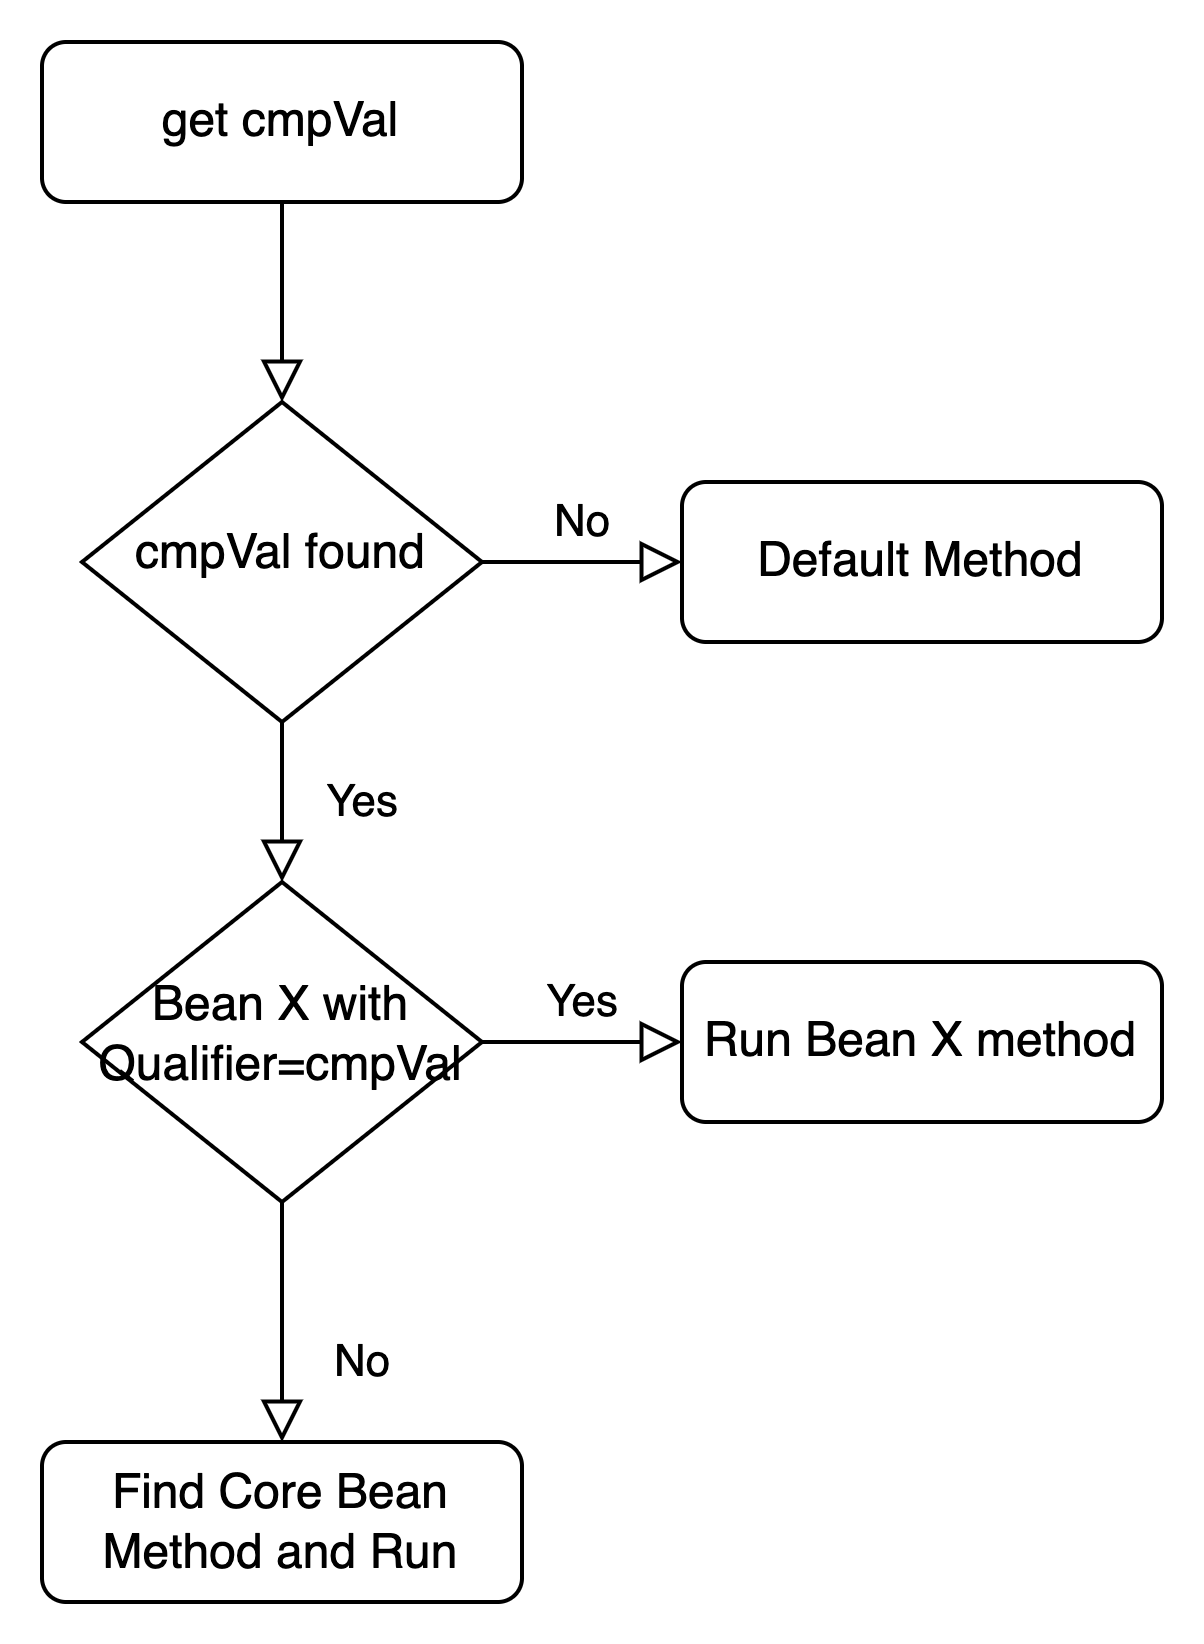 get cmpVal
cmpVal found
No
Default Method
Yes
Bean X with
Qualifier=cmpVal
Yes
Run Bean X method
No
Find Core Bean
Method and Run